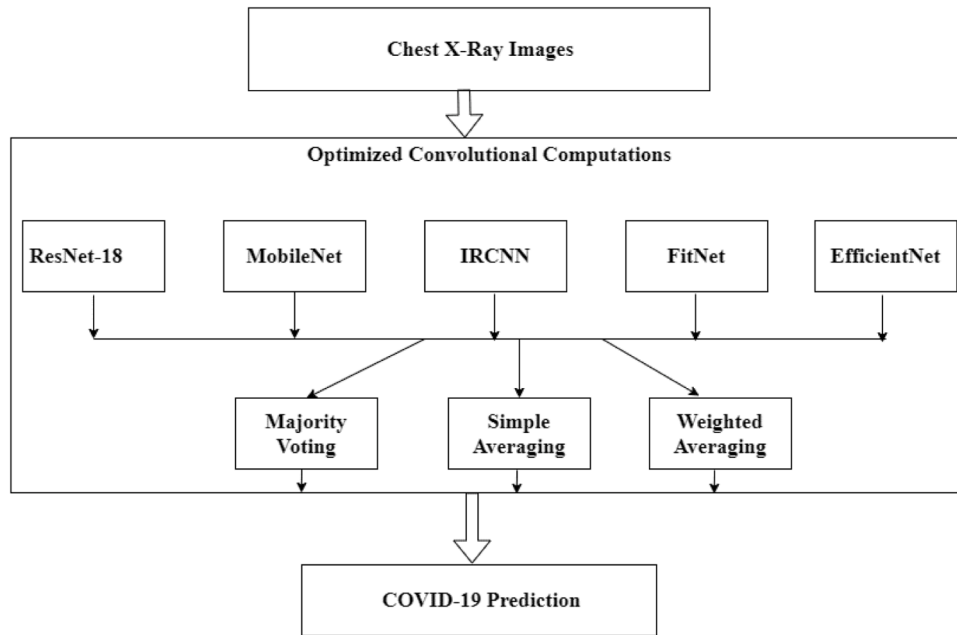 Chest X-Ray Images
Optimized Convolutional Computations
ResNet-18
MobileNet
IRCNN
FitNet
EfficientNet
Majority
Voting
Simple
Averaging
Weighted
Averaging
COVID-19 Prediction